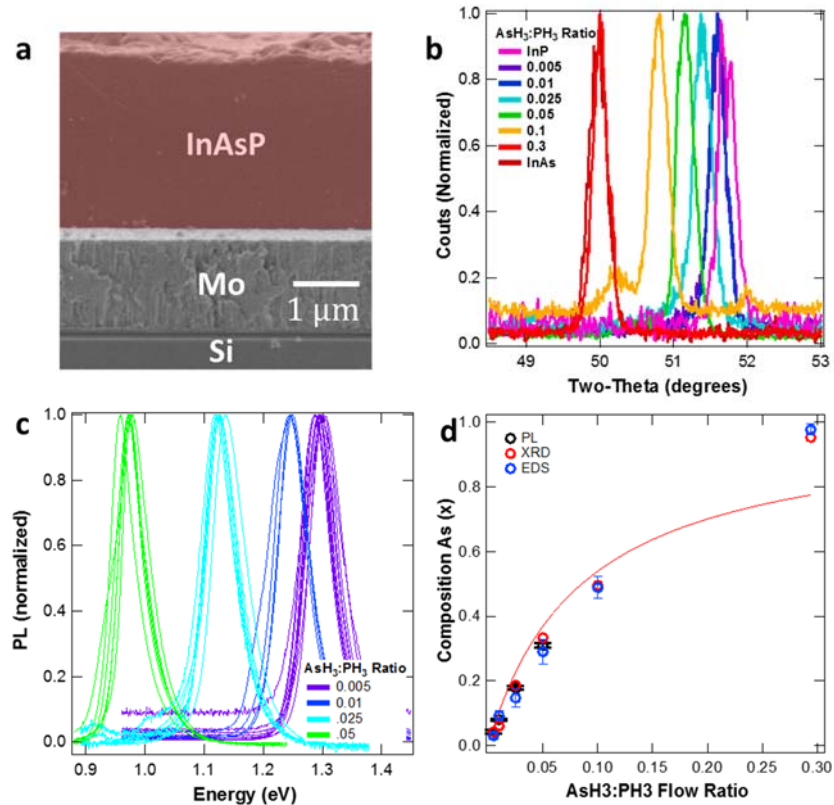 a
InAsP
Mo
1 μm
Si
b
AsH3:PH3 Ratio
InP
0.005
0.01
0.025
0.05
0.1
0.3
InAs
Couts (Normalized)
1.0
0.8
0.6
0.4
0.2
0.0
49
50
51
52
53
Two-Theta (degrees)
c
PL (normalized)
1.0
0.8
0.6
0.4
0.2
0.0
AsH₃:PH₃ Ratio
0.005
0.01
.025
.05
0.9
1.0
1.1
1.2
1.3
1.4
Energy (eV)
d
PL
XRD
EDS
Composition As (x)
1.0
0.8
0.6
0.4
0.2
0.0
0.05
0.10
0.15
0.20
0.25
0.30
AsH3:PH3 Flow Ratio